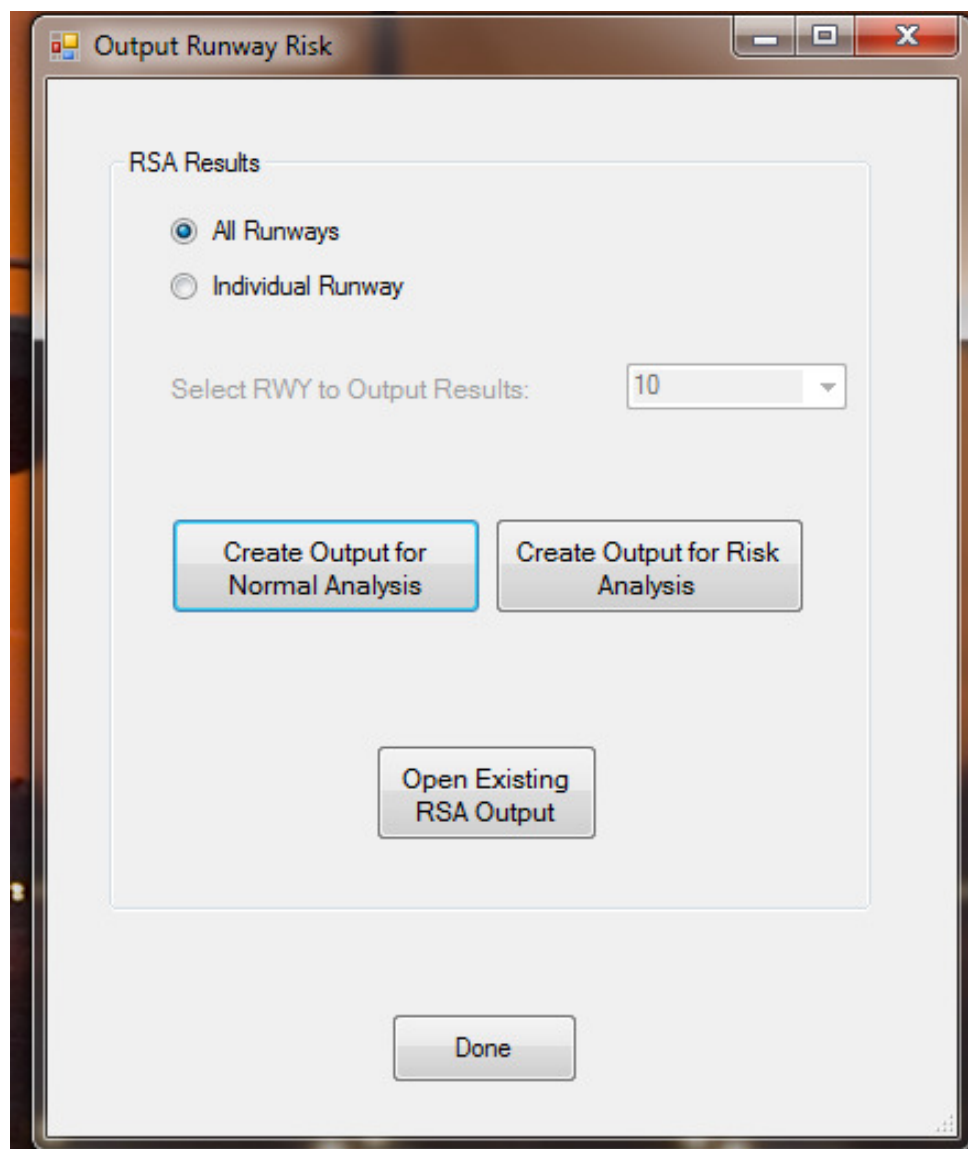 Output Runway Risk
RSA Results
All Runways
Individual Runway
Select RWY to Output Results:
10
Create Output for
Normal Analysis
Create Output for Risk
Analysis
Open Existing
RSA Output
Done